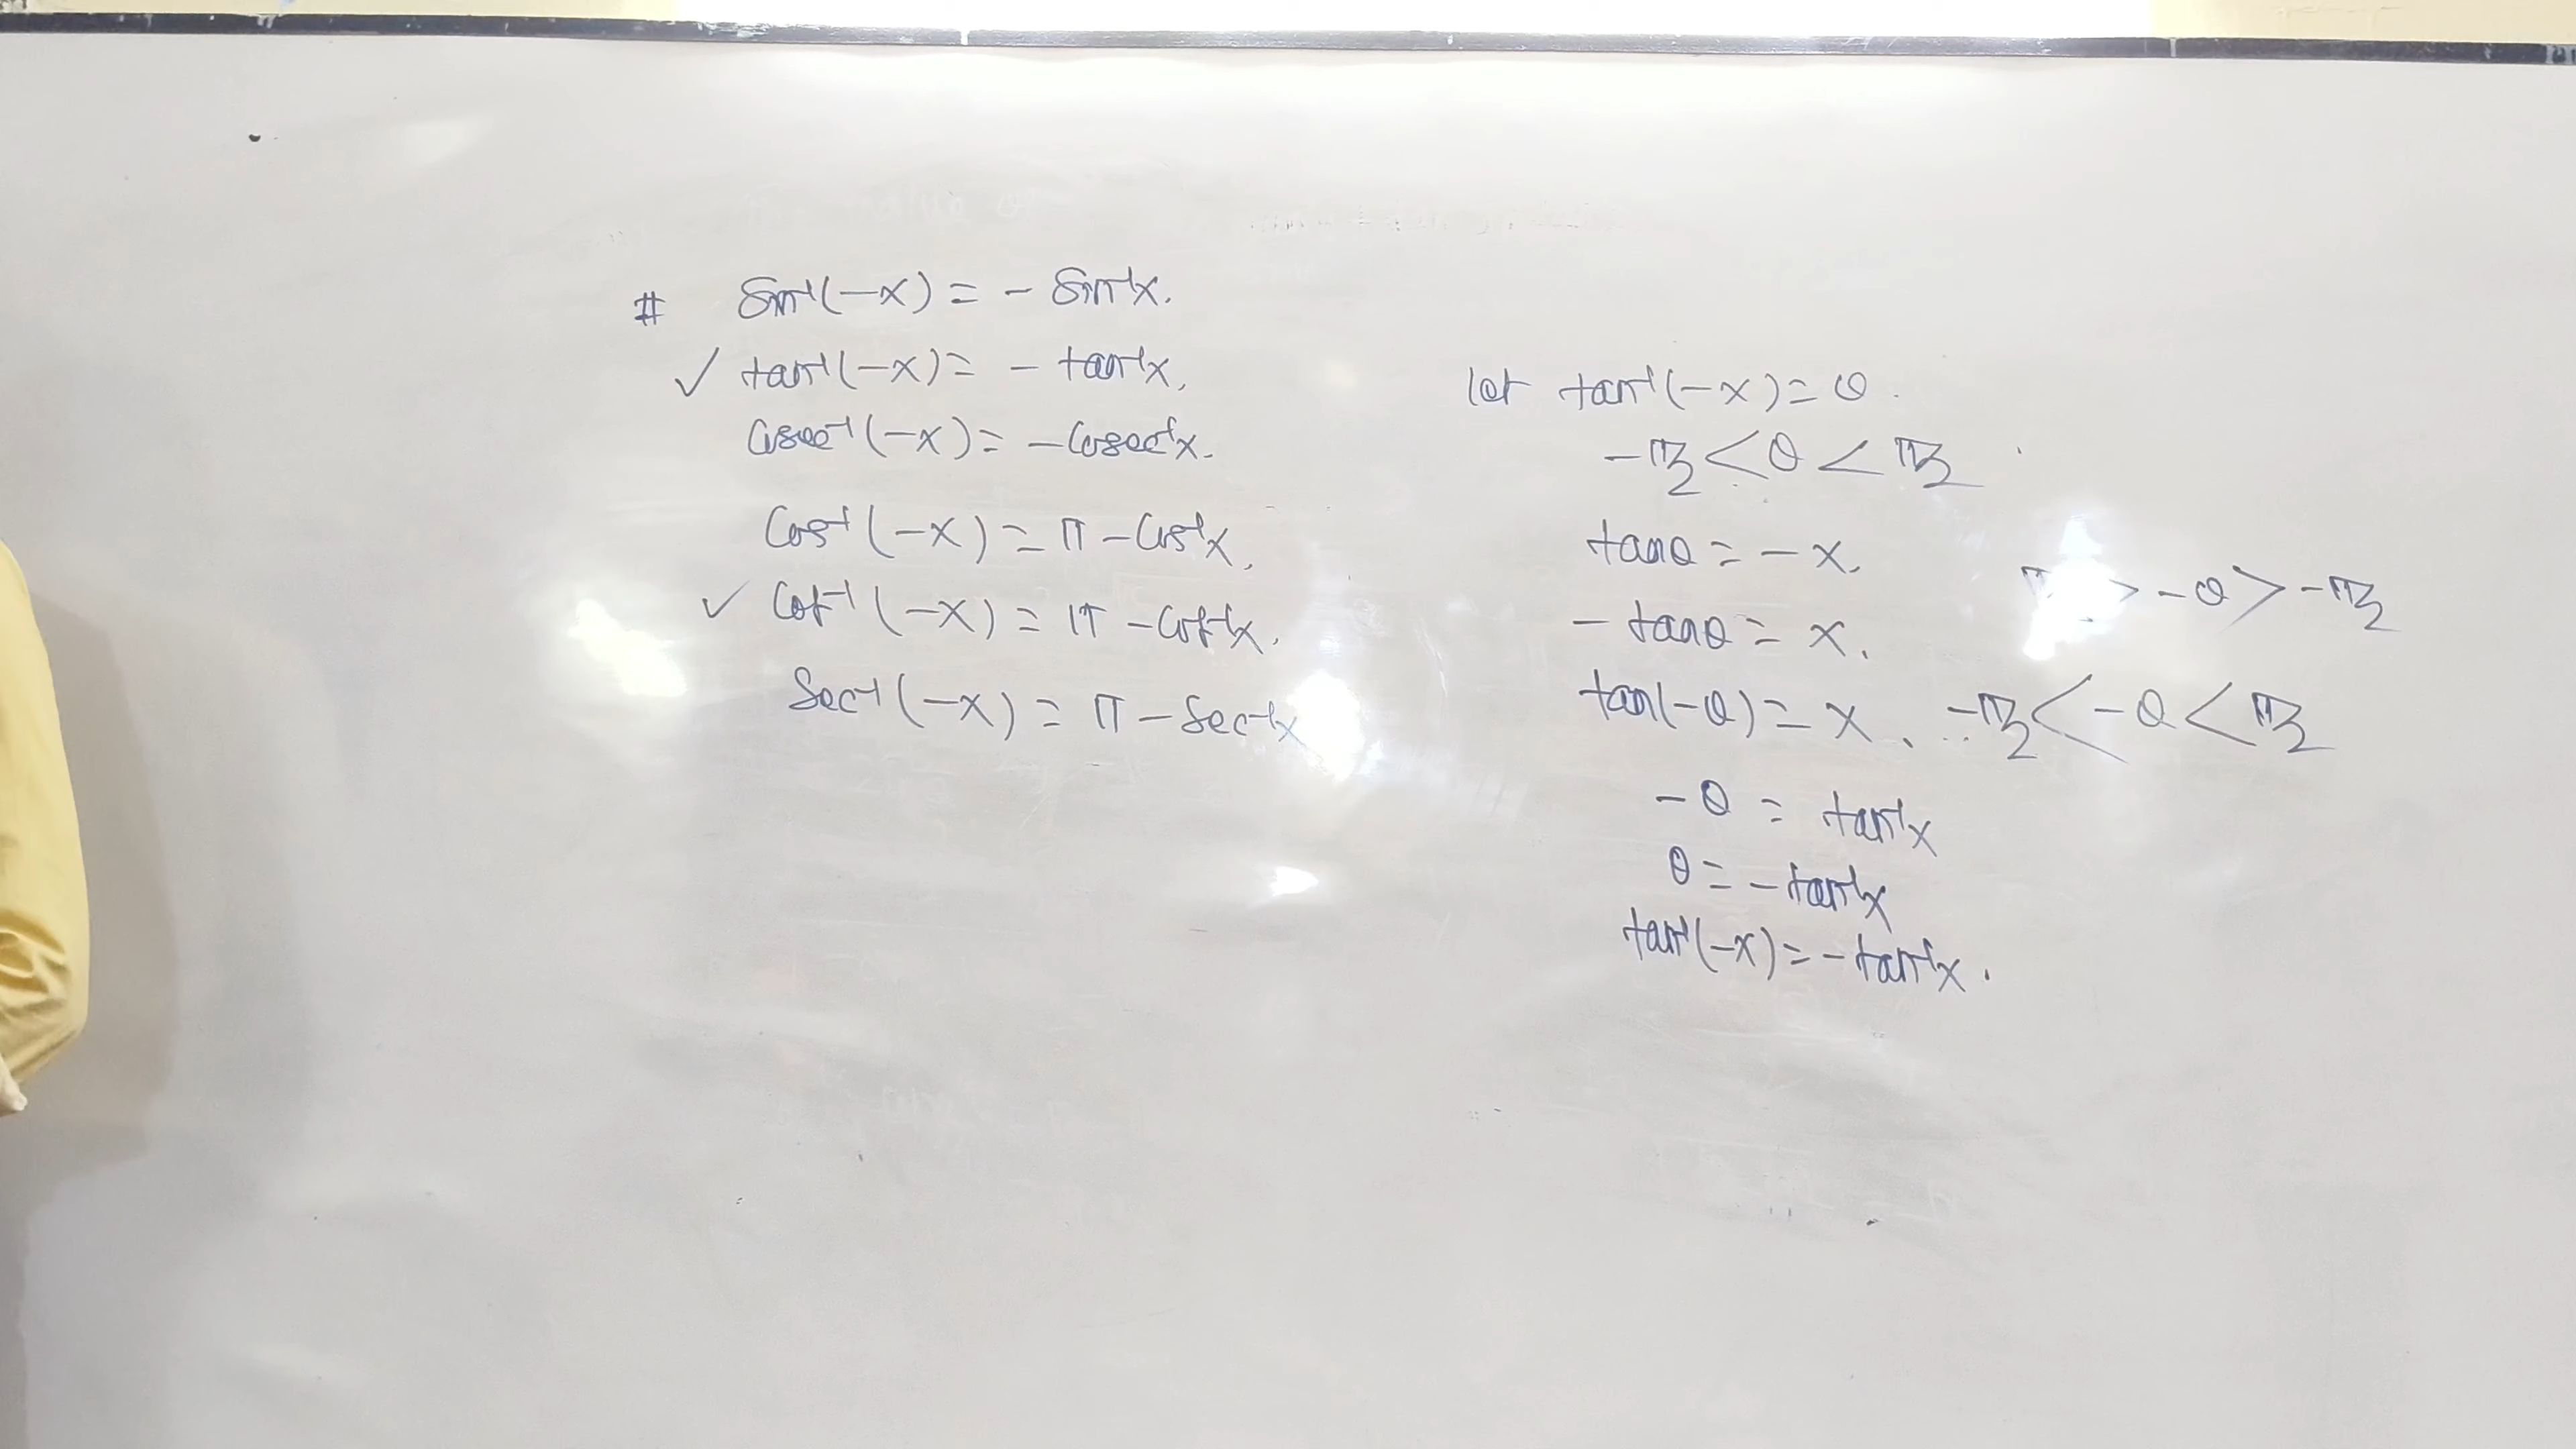 # sin⁻¹(-x) = - sin⁻¹x.
✓ tan⁻¹(-x) = - tan⁻¹x.
Cosec⁻¹(-x) = -Cosec⁻¹x.
Cos⁻¹(-x) = π - Cos⁻¹x.
✓ Cot⁻¹(-x) = π - Cot⁻¹x.
Sec⁻¹(-x) = π - Sec⁻¹x
let tan⁻¹(-x) = θ.
-π/2 < θ < π/2
tanθ = -x.
- tanθ = x.
> -θ > -π/2
tan(-θ) = x. -π/2 < -θ < π/2
-θ = tan⁻¹x
θ = -tan⁻¹x
tan⁻¹(-x) = -tan⁻¹x.